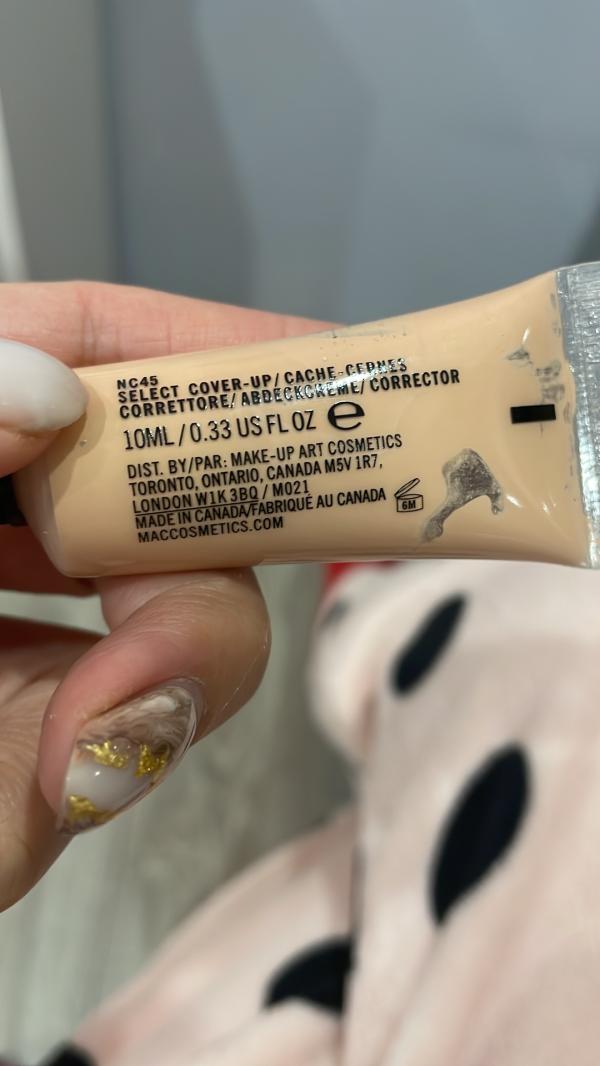 NC45
SELECT COVER-UP/ CACHE-CERNES
CORRETTORE/ ABDECKCREME/ CORRECTOR
10ML / 0.33 US FL OZ e
DIST. BY/PAR: MAKE-UP ART COSMETICS
TORONTO, ONTARIO, CANADA M5V 1R7,
LONDON W1K 3BQ / M021
MADE IN CANADA/FABRIQUÉ AU CANADA
MACCOSMETICS.COM
6M